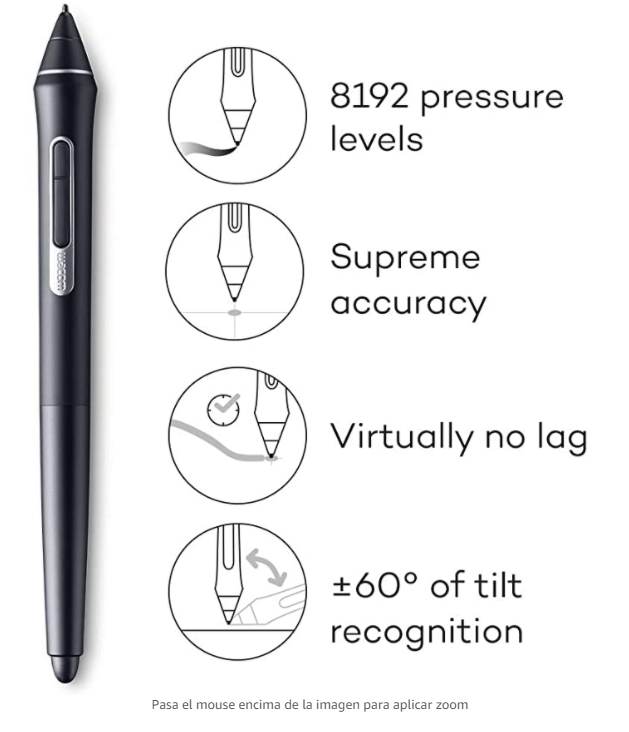 8192 pressure
levels
wacom
Supreme
accuracy
Virtually no lag
±60° of tilt
recognition
Pasa el mouse encima de la imagen para aplicar zoom